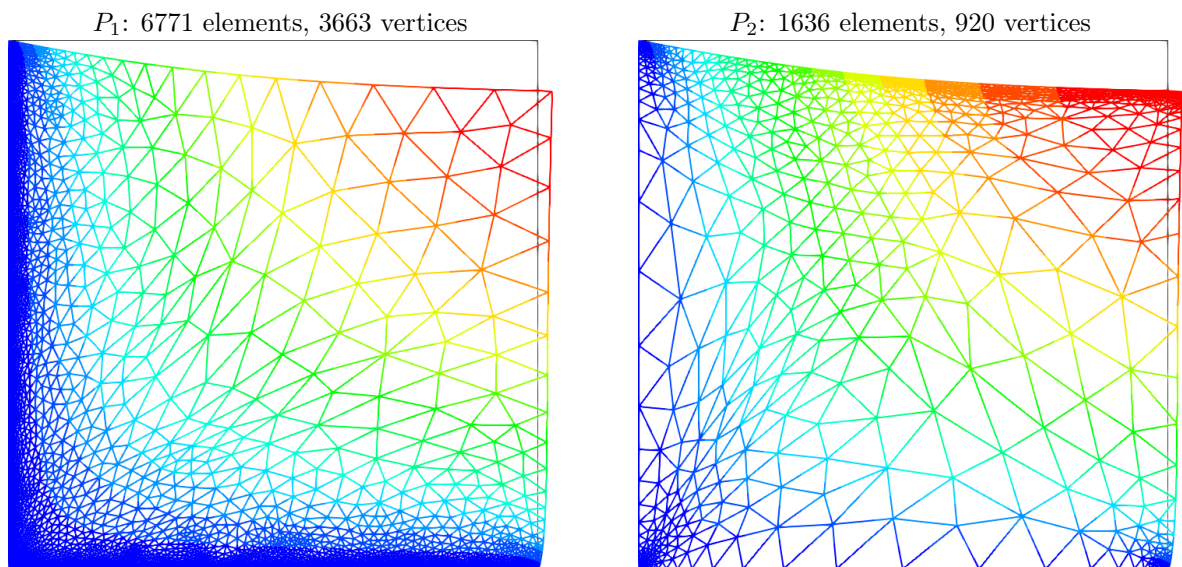 P₁: 6771 elements, 3663 vertices
P₂: 1636 elements, 920 vertices